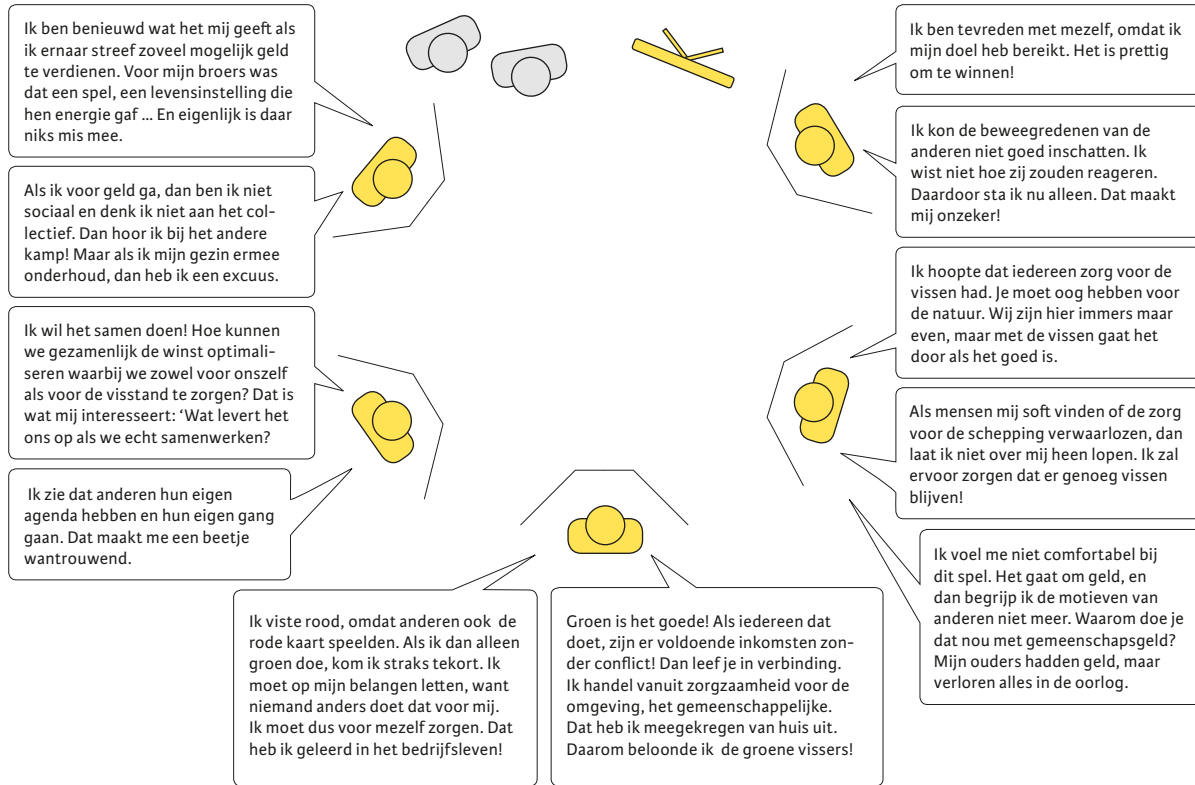 Ik ben benieuwd wat het mij geeft als
ik ernaar streef zoveel mogelijk geld
te verdienen. Voor mijn broers was
dat een spel, een levensinstelling die
hen energie gaf ... En eigenlijk is daar
niks mis mee.
Als ik voor geld ga, dan ben ik niet
sociaal en denk ik niet aan het col-
lectief. Dan hoor ik bij het andere
kamp! Maar als ik mijn gezin ermee
onderhoud, dan heb ik een excuus.
Ik wil het samen doen! Hoe kunnen
we gezamenlijk de winst optimali-
seren waarbij we zowel voor onszelf
als voor de visstand te zorgen? Dat is
wat mij interesseert: ‘Wat levert het
ons op als we echt samenwerken?
Ik zie dat anderen hun eigen
agenda hebben en hun eigen gang
gaan. Dat maakt me een beetje
wantrouwend.
Ik viste rood, omdat anderen ook de
rode kaart speelden. Als ik dan alleen
groen doe, kom ik straks tekort. Ik
moet op mijn belangen letten, want
niemand anders doet dat voor mij.
Ik moet dus voor mezelf zorgen. Dat
heb ik geleerd in het bedrijfsleven!
Groen is het goede! Als iedereen dat
doet, zijn er voldoende inkomsten zon-
der conflict! Dan leef je in verbinding.
Ik handel vanuit zorgzaamheid voor de
omgeving, het gemeenschappelijke.
Dat heb ik meegekregen van huis uit.
Daarom beloonde ik de groene vissers!
Ik ben tevreden met mezelf, omdat ik
mijn doel heb bereikt. Het is prettig
om te winnen!
Ik kon de beweegredenen van de
anderen niet goed inschatten. Ik
wist niet hoe zij zouden reageren.
Daardoor sta ik nu alleen. Dat maakt
mij onzeker!
Ik hoopte dat iedereen zorg voor de
vissen had. Je moet oog hebben voor
de natuur. Wij zijn hier immers maar
even, maar met de vissen gaat het
door als het goed is.
Als mensen mij soft vinden of de zorg
voor de schepping verwaarlozen, dan
laat ik niet over mij heen lopen. Ik zal
ervoor zorgen dat er genoeg vissen
blijven!
Ik voel me niet comfortabel bij
dit spel. Het gaat om geld, en
dan begrijp ik de motieven van
anderen niet meer. Waarom doe je
dat nou met gemeenschapsgeld?
Mijn ouders hadden geld, maar
verloren alles in de oorlog.